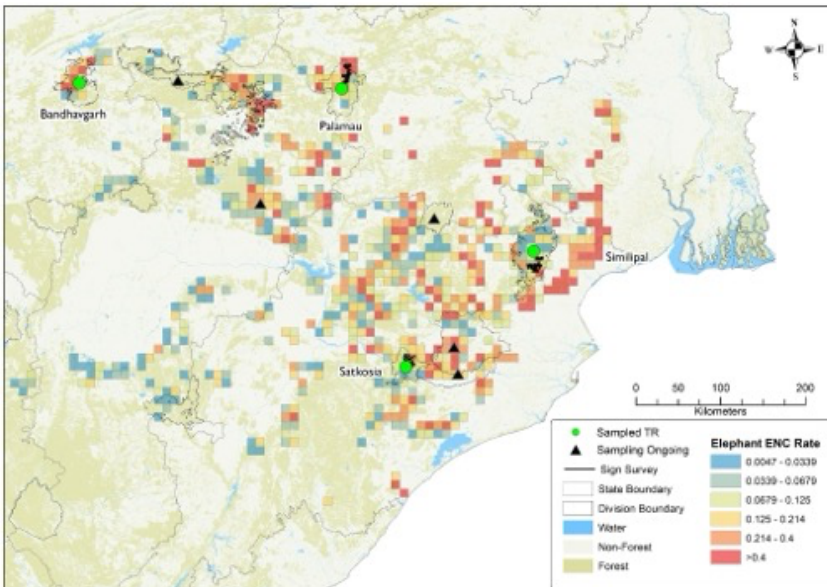 N
W E
S
Bandhavgarh
Palamau
Similipal
Satkosia
0 50 100 200
Kilometers
Sampled TR
Sampling Ongoing
Sign Survey
State Boundary
Division Boundary
Water
Non-Forest
Forest
Elephant ENC Rate
0.0047 - 0.0339
0.0339 - 0.0679
0.0679 - 0.125
0.125 - 0.214
0.214 - 0.4
>0.4